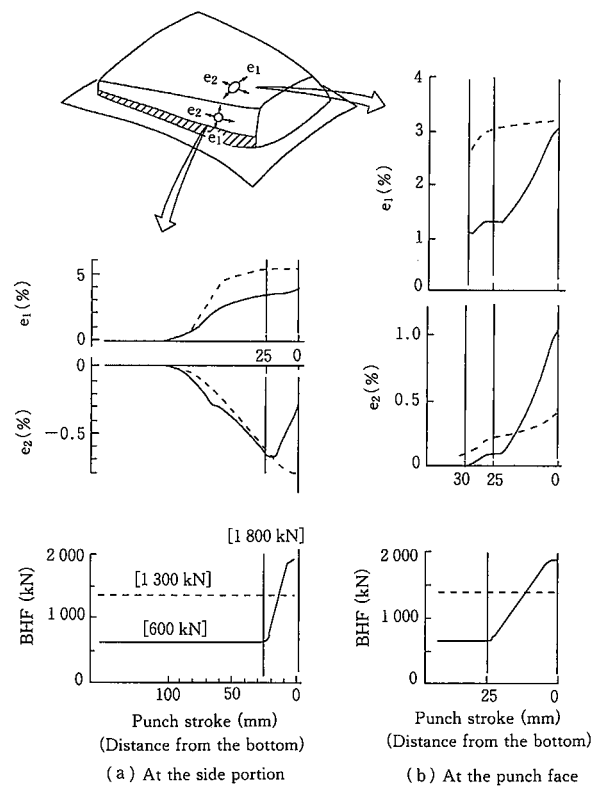 e₁
e₂
e₂
e₁
e₁(%)
5
0
25
0
e₂(%)
0
−0.5
[1 800 kN]
BHF (kN)
2 000
1 000
0
[1 300 kN]
[600 kN]
100
50
0
Punch stroke (mm)
(Distance from the bottom)
(a) At the side portion
e₁(%)
4
3
2
1
0
e₂(%)
1.0
0.5
0
30
25
0
BHF (kN)
2 000
1 000
0
25
0
Punch stroke (mm)
(Distance from the bottom)
(b) At the punch face